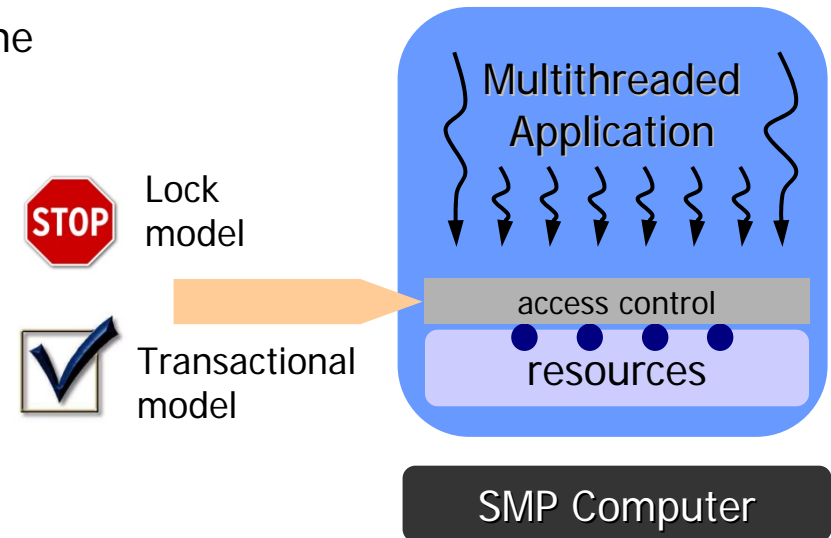 ne
Multithreaded
Application
STOP
Lock
model
access control
Transactional
model
resources
SMP Computer